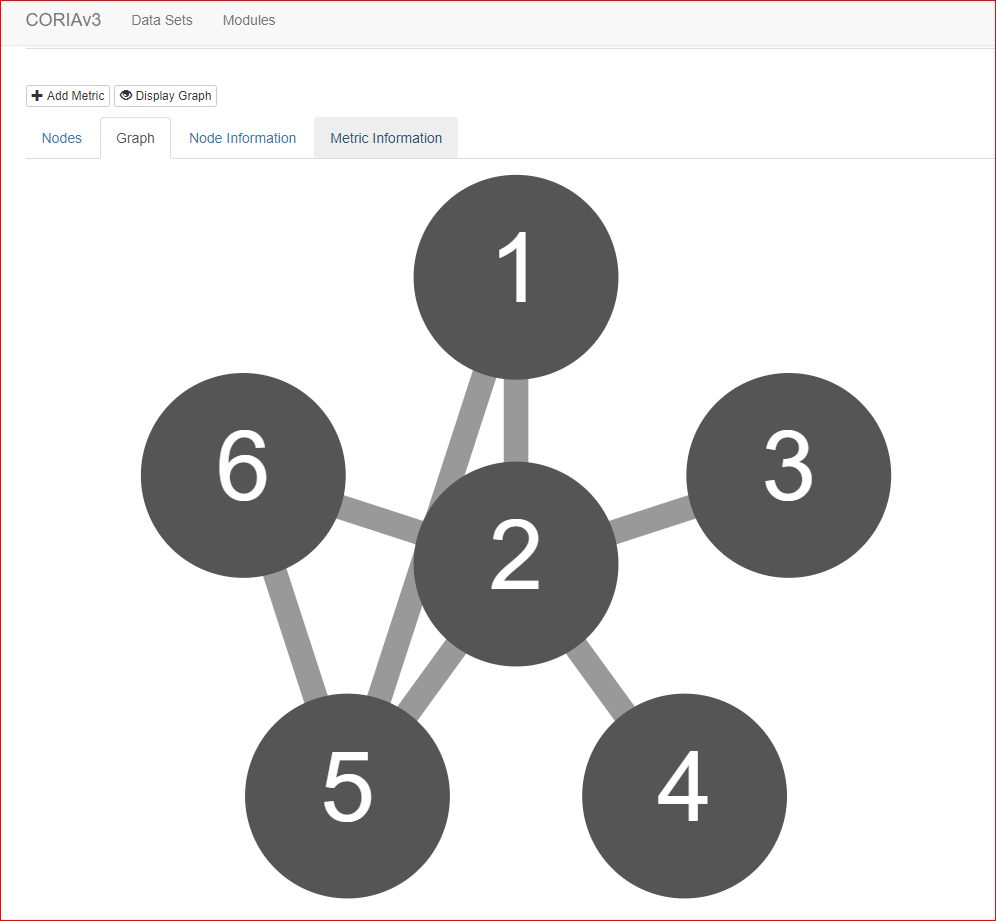 CORIAv3 Data Sets Modules
Add Metric Display Graph
Nodes Graph Node Information Metric Information
1
6
3
2
5
4